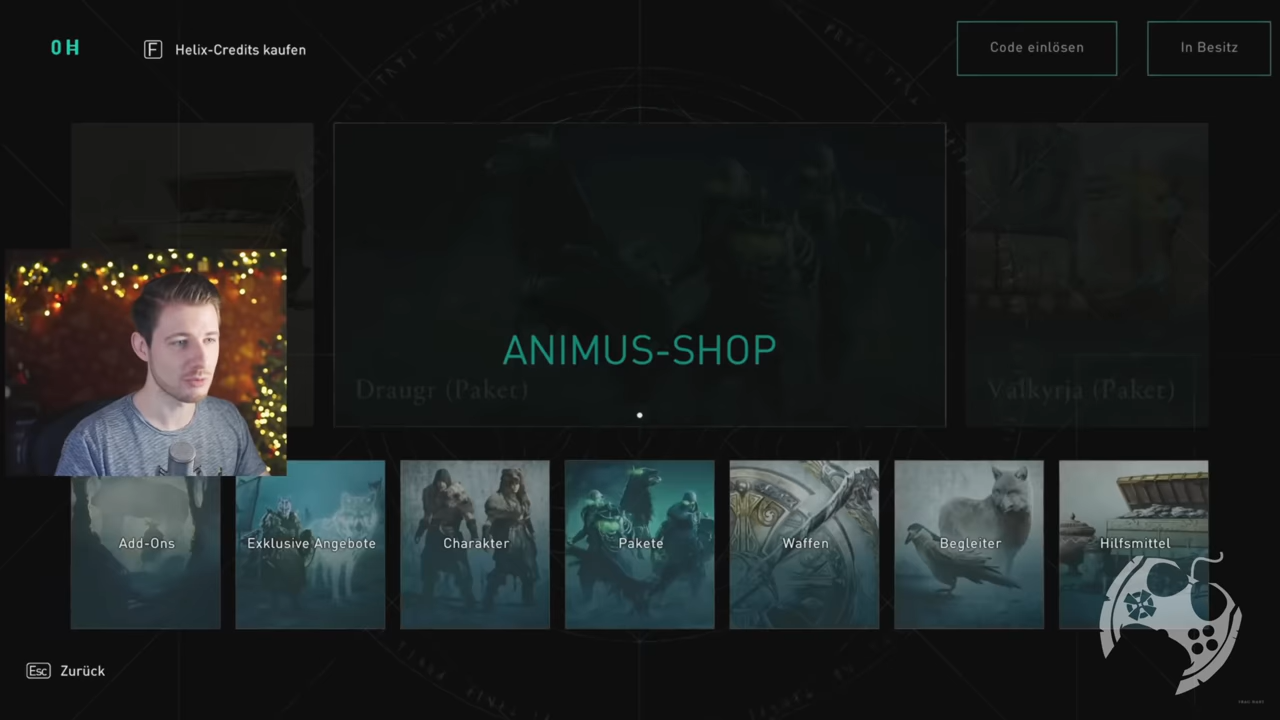 0 H
F Helix-Credits kaufen
Code einlösen
In Besitz
ANIMUS-SHOP
Draugr (Paket)
Valkyrja (Paket)
Add-Ons
Exklusive Angebote
Charakter
Pakete
Waffen
Begleiter
Hilfsmittel
Esc Zurück